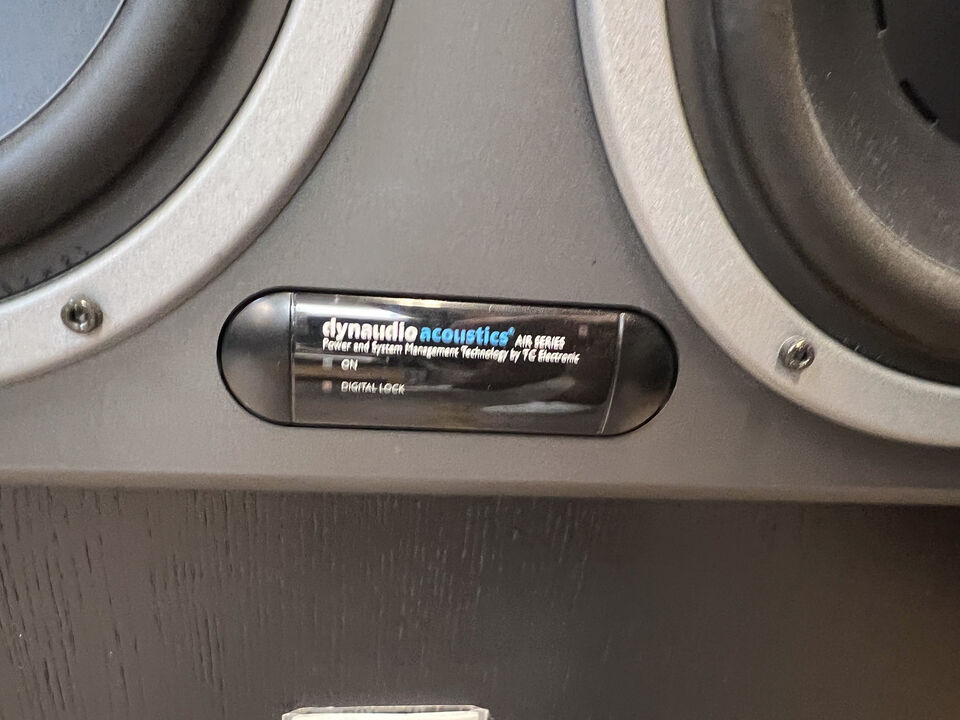 dynaudio acoustics® AIR SERIES
Power and System Management Technology by TC Electronic
ON
DIGITAL LOCK